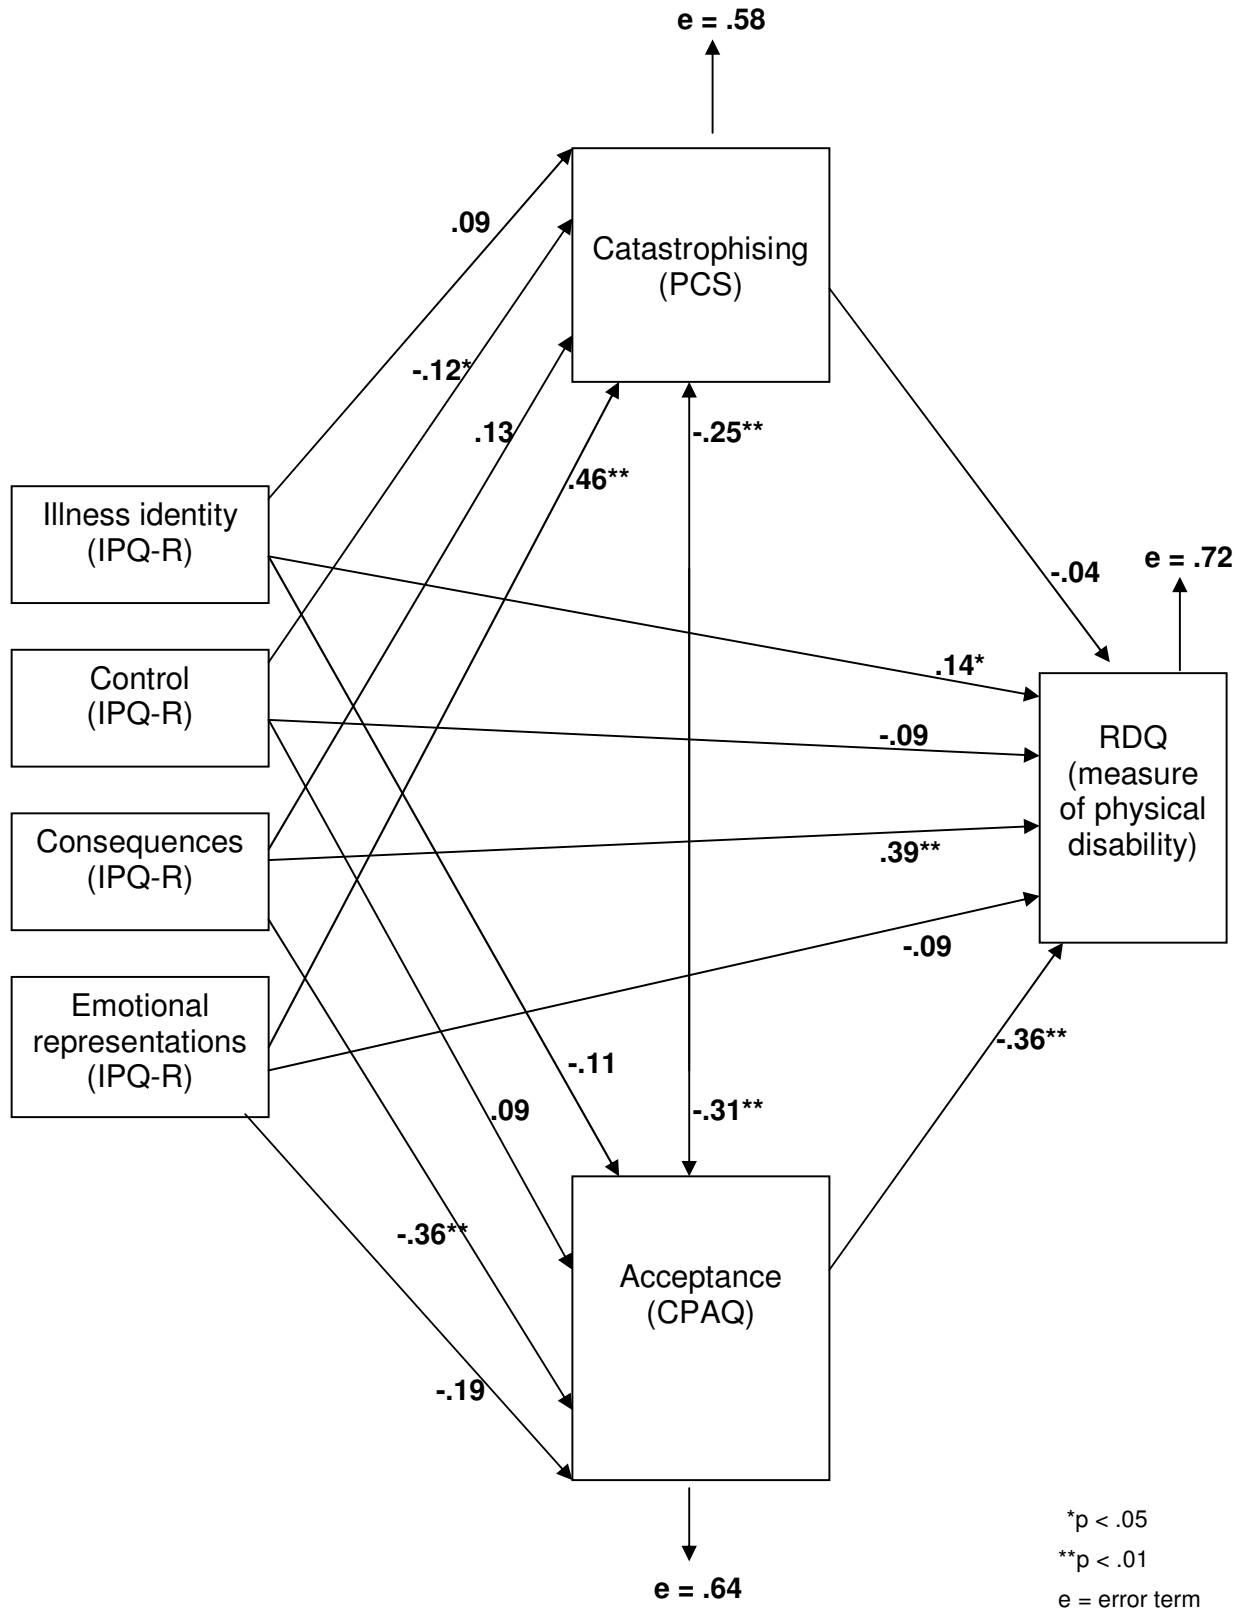 e = .58
.09
Catastrophising
(PCS)
-.12*
.13
-.25**
.46**
Illness identity
(IPQ-R)
-.04
e = .72
.14*
Control
(IPQ-R)
-.09
RDQ
(measure
of physical
disability)
Consequences
(IPQ-R)
.39**
-.09
Emotional
representations
(IPQ-R)
-.36**
-.11
.09
-.31**
-.36**
Acceptance
(CPAQ)
-.19
*p < .05
**p < .01
e = .64
e = error term